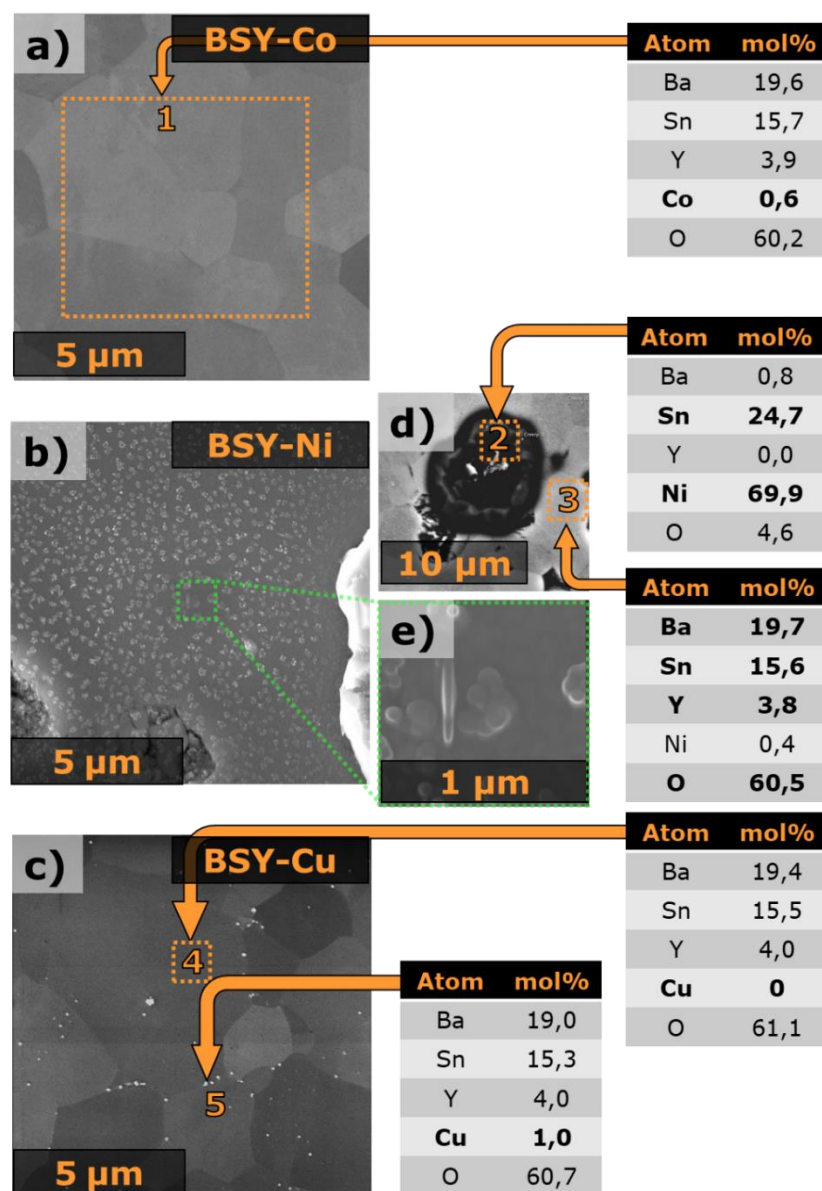 a)
BSY-Co
1
5 µm
Atom mol%
Ba 19,6
Sn 15,7
Y 3,9
Co 0,6
O 60,2
b)
BSY-Ni
5 µm
d)
2
3
10 µm
Atom mol%
Ba 0,8
Sn 24,7
Y 0,0
Ni 69,9
O 4,6
e)
1 µm
Atom mol%
Ba 19,7
Sn 15,6
Y 3,8
Ni 0,4
O 60,5
c)
BSY-Cu
4
5
5 µm
Atom mol%
Ba 19,4
Sn 15,5
Y 4,0
Cu 0
O 61,1
Atom mol%
Ba 19,0
Sn 15,3
Y 4,0
Cu 1,0
O 60,7